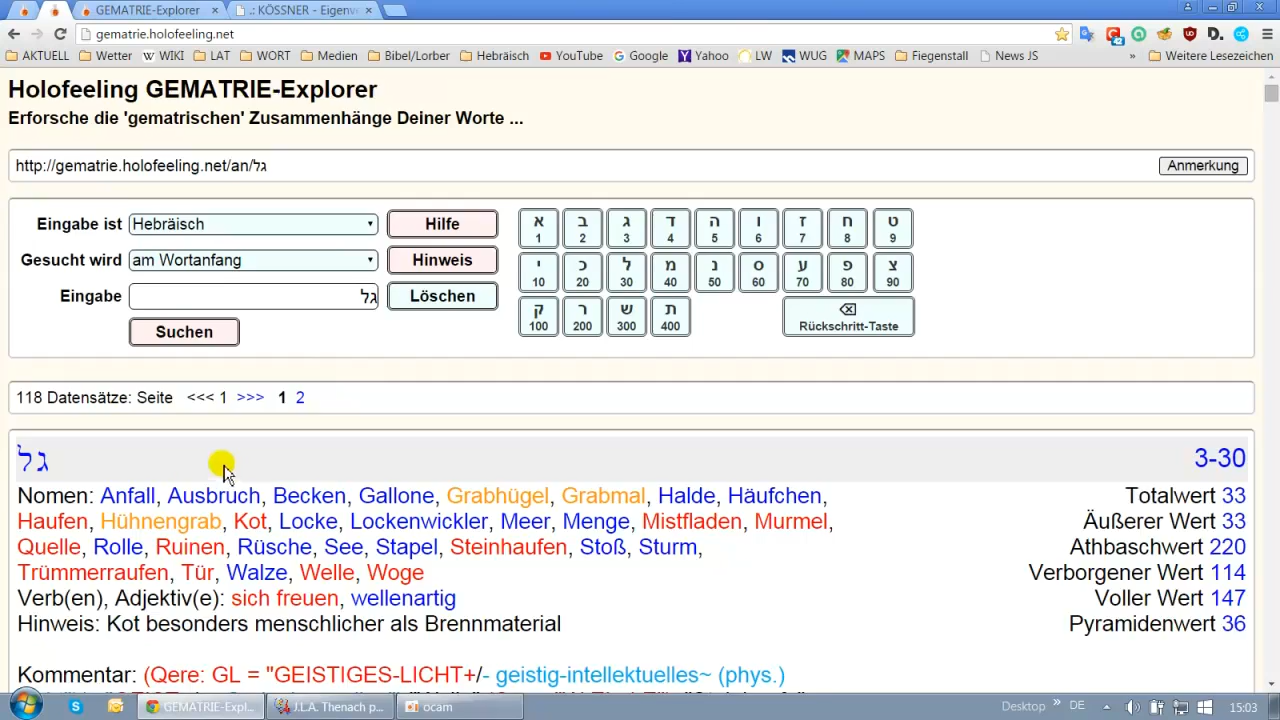 GEMATRIE-Explorer
.: KÖSSNER - Eigenv
gematrie.holofeeling.net
AKTUELL Wetter WIKI LAT WORT Medien Bibel/Lorber Hebräisch YouTube Google Yahoo LW WUG MAPS Fiegenstall News JS » Weitere Lesezeichen
Holofeeling GEMATRIE-Explorer
Erforsche die 'gematrischen' Zusammenhänge Deiner Worte ...
http://gematrie.holofeeling.net/an/גל Anmerkung
Eingabe ist Hebräisch Hilfe
Gesucht wird am Wortanfang Hinweis
Eingabe גל Löschen
Suchen
א ב ג ד ה ו ז ח ט
1 2 3 4 5 6 7 8 9
י כ ל מ נ ס ע פ צ
10 20 30 40 50 60 70 80 90
ק ר ש ת
100 200 300 400 Rückschritt-Taste
118 Datensätze: Seite <<< 1 >>> 1 2
גל 3-30
Nomen: Anfall, Ausbruch, Becken, Gallone, Grabhügel, Grabmal, Halde, Häufchen, Totalwert 33
Haufen, Hühnengrab, Kot, Locke, Lockenwickler, Meer, Menge, Mistfladen, Murmel, Äußerer Wert 33
Quelle, Rolle, Ruinen, Rüsche, See, Stapel, Steinhaufen, Stoß, Sturm, Athbaschwert 220
Trümmerraufen, Tür, Walze, Welle, Woge Verborgener Wert 114
Verb(en), Adjektiv(e): sich freuen, wellenartig Voller Wert 147
Hinweis: Kot besonders menschlicher als Brennmaterial Pyramidenwert 36
Kommentar: (Qere: GL = "GEISTIGES-LICHT+/- geistig-intellektuelles~ (phys.)
GEMATRIE-Expl... J.L.A. Thenach p... ocam Desktop » DE 15:03